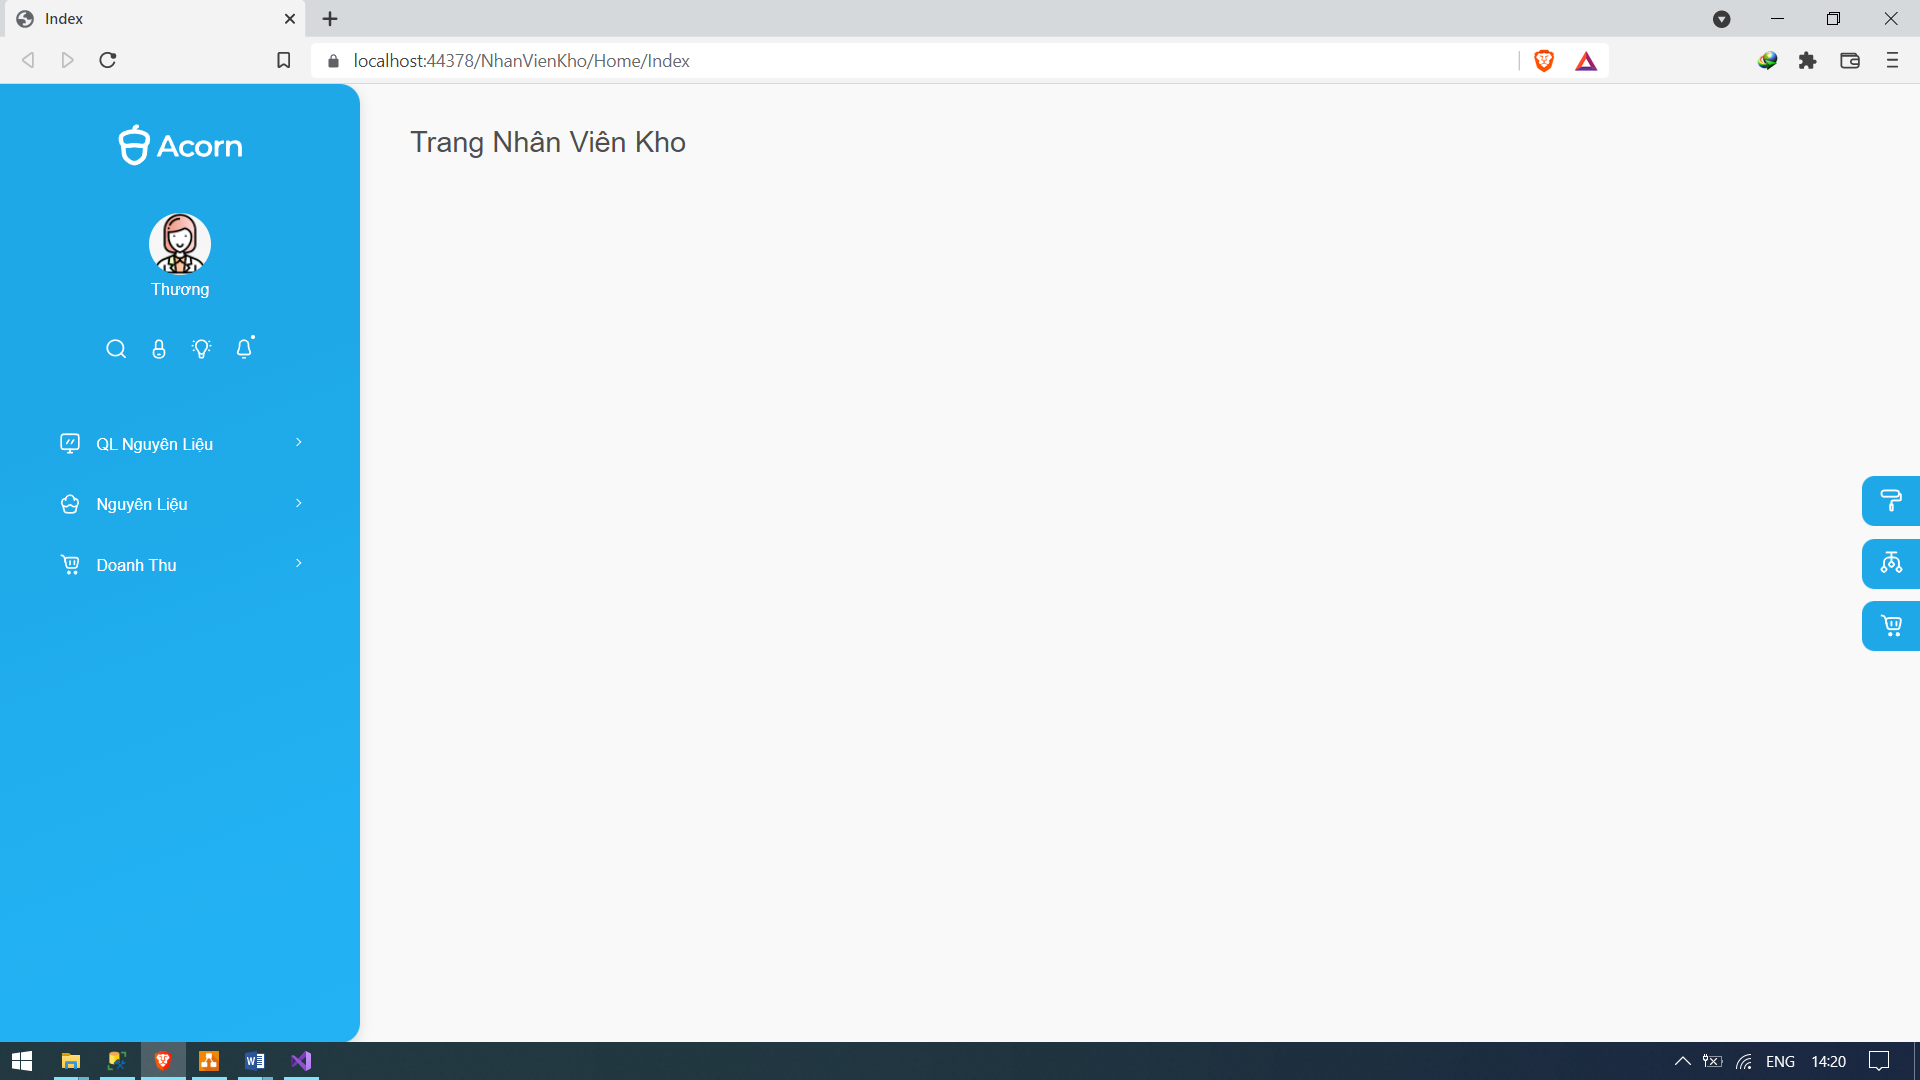 Index
localhost:44378/NhanVienKho/Home/Index
Acorn
Trang Nhân Viên Kho
Thương
QL Nguyên Liệu
Nguyên Liệu
Doanh Thu
ENG 14:20